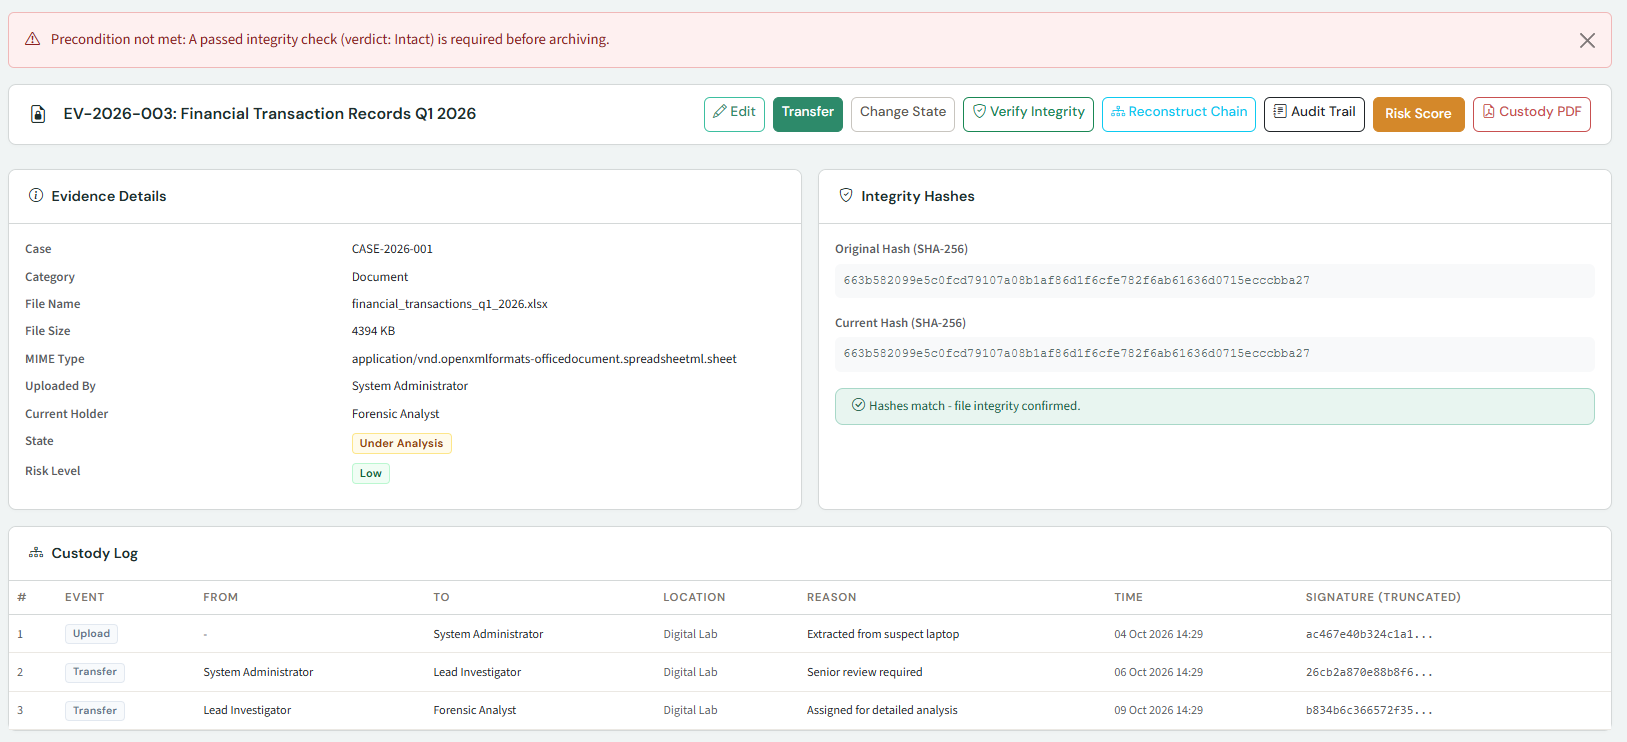 Precondition not met: A passed integrity check (verdict: Intact) is required before archiving.
EV-2026-003: Financial Transaction Records Q1 2026
Edit
Transfer
Change State
Verify Integrity
Reconstruct Chain
Audit Trail
Risk Score
Custody PDF
Evidence Details
Case CASE-2026-001
Category Document
File Name financial_transactions_q1_2026.xlsx
File Size 4394 KB
MIME Type application/vnd.openxmlformats-officedocument.spreadsheetml.sheet
Uploaded By System Administrator
Current Holder Forensic Analyst
State Under Analysis
Risk Level Low
Integrity Hashes
Original Hash (SHA-256)
663b582099e5c0fcd79107a08b1af86d1f6cfe782f6ab61636d0715ecccbba27
Current Hash (SHA-256)
663b582099e5c0fcd79107a08b1af86d1f6cfe782f6ab61636d0715ecccbba27
Hashes match - file integrity confirmed.
Custody Log
# EVENT FROM TO LOCATION REASON TIME SIGNATURE (TRUNCATED)
1 Upload - System Administrator Digital Lab Extracted from suspect laptop 04 Oct 2026 14:29 ac467e40b324c1a1...
2 Transfer System Administrator Lead Investigator Digital Lab Senior review required 06 Oct 2026 14:29 26cb2a870e88b8f6...
3 Transfer Lead Investigator Forensic Analyst Digital Lab Assigned for detailed analysis 09 Oct 2026 14:29 b834b6c366572f35...